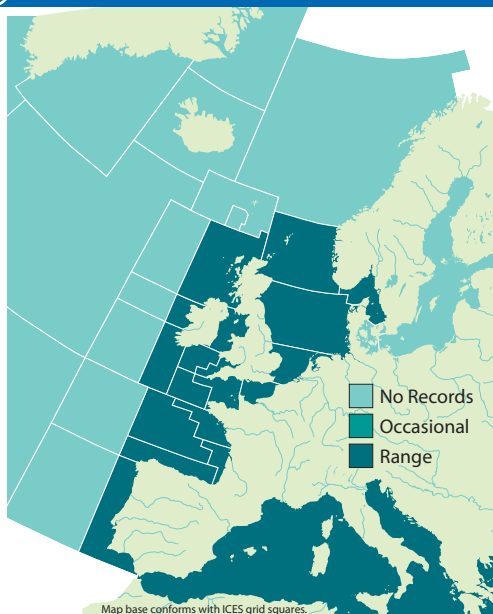 No Records
Occasional
Range
Map base conforms with ICES grid squares.